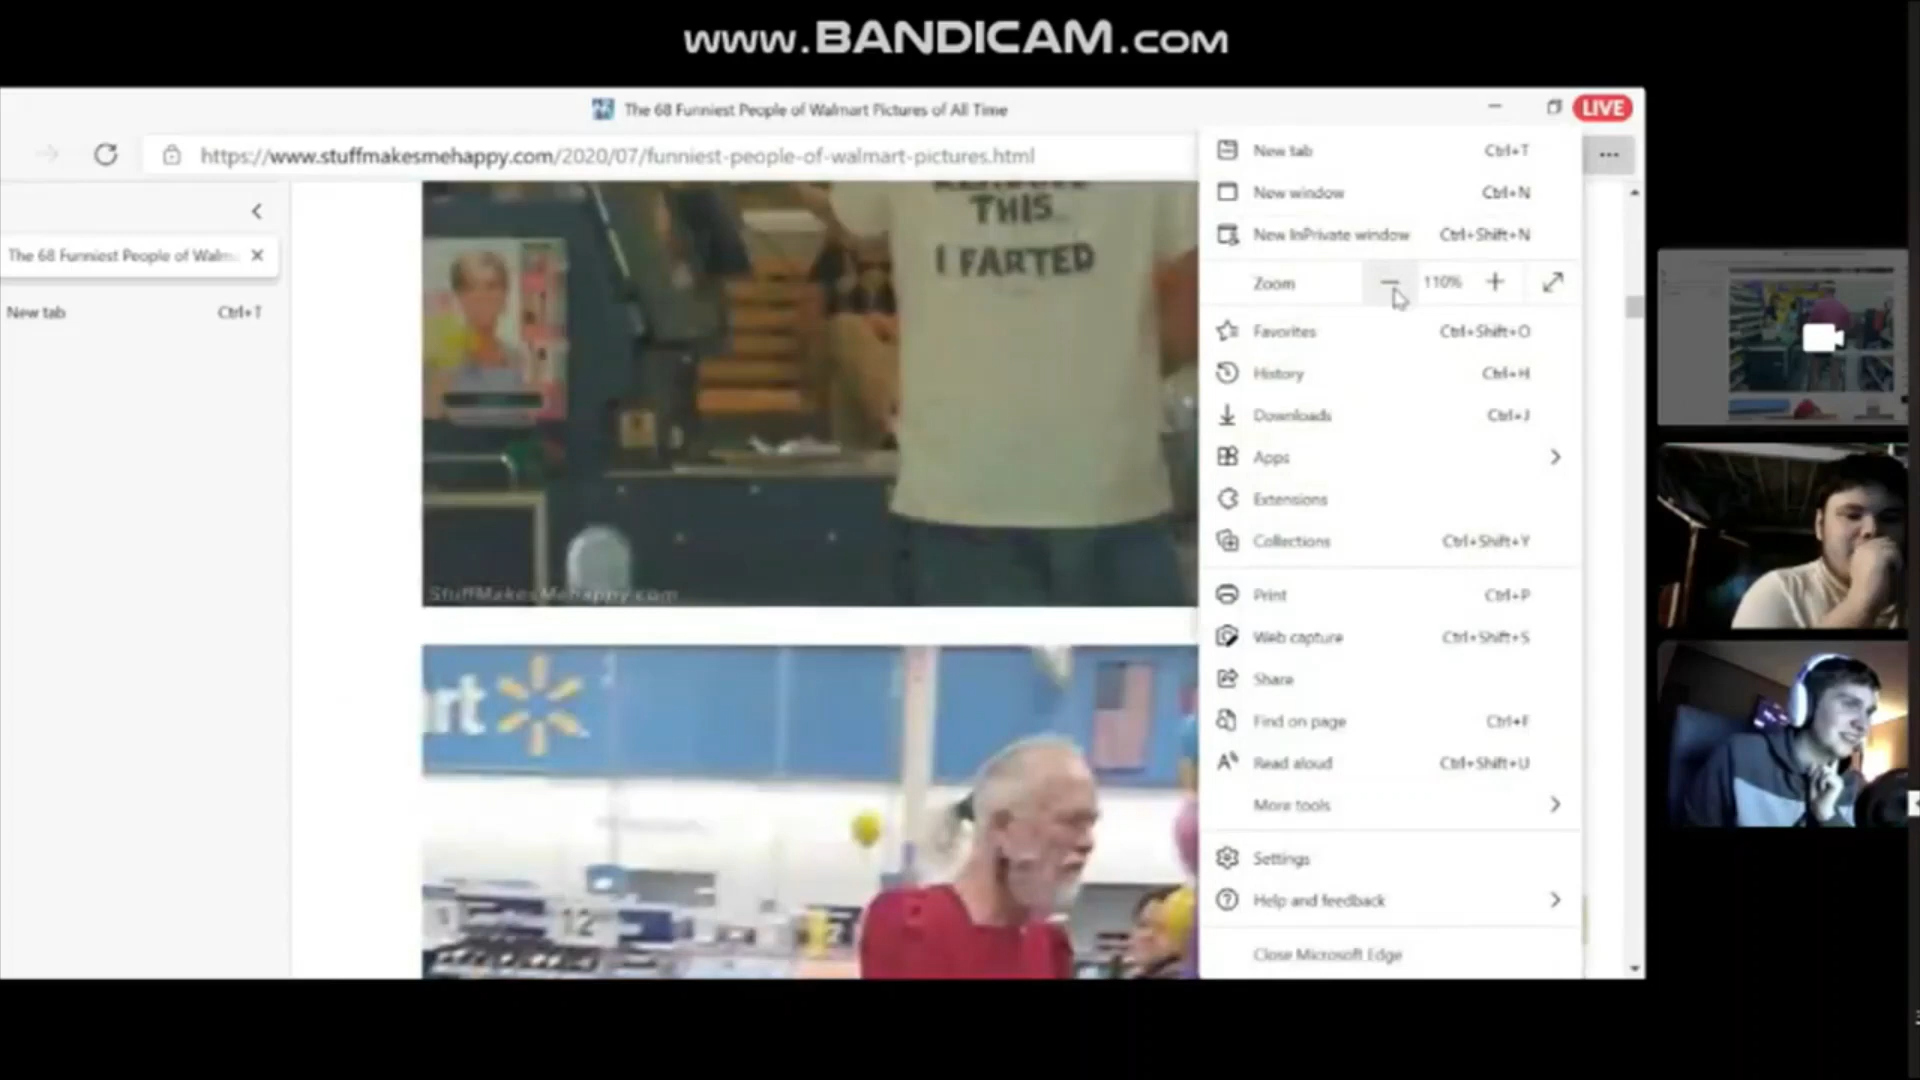 www.BANDICAM.com
The 68 Funniest People of Walmart Pictures of All Time
LIVE
https://www.stuffmakesmehappy.com/2020/07/funniest-people-of-walmart-pictures.html
The 68 Funniest People of Walm
New tab Ctrl+T
THIS
I FARTED
StuffMakesMehappy.com
art
12
New tab Ctrl+T
New window Ctrl+N
New InPrivate window Ctrl+Shift+N
Zoom 110%
Favorites Ctrl+Shift+O
History Ctrl+H
Downloads Ctrl+J
Apps
Extensions
Collections Ctrl+Shift+Y
Print Ctrl+P
Web capture Ctrl+Shift+S
Share
Find on page Ctrl+F
Read aloud Ctrl+Shift+U
More tools
Settings
Help and feedback
Close Microsoft Edge